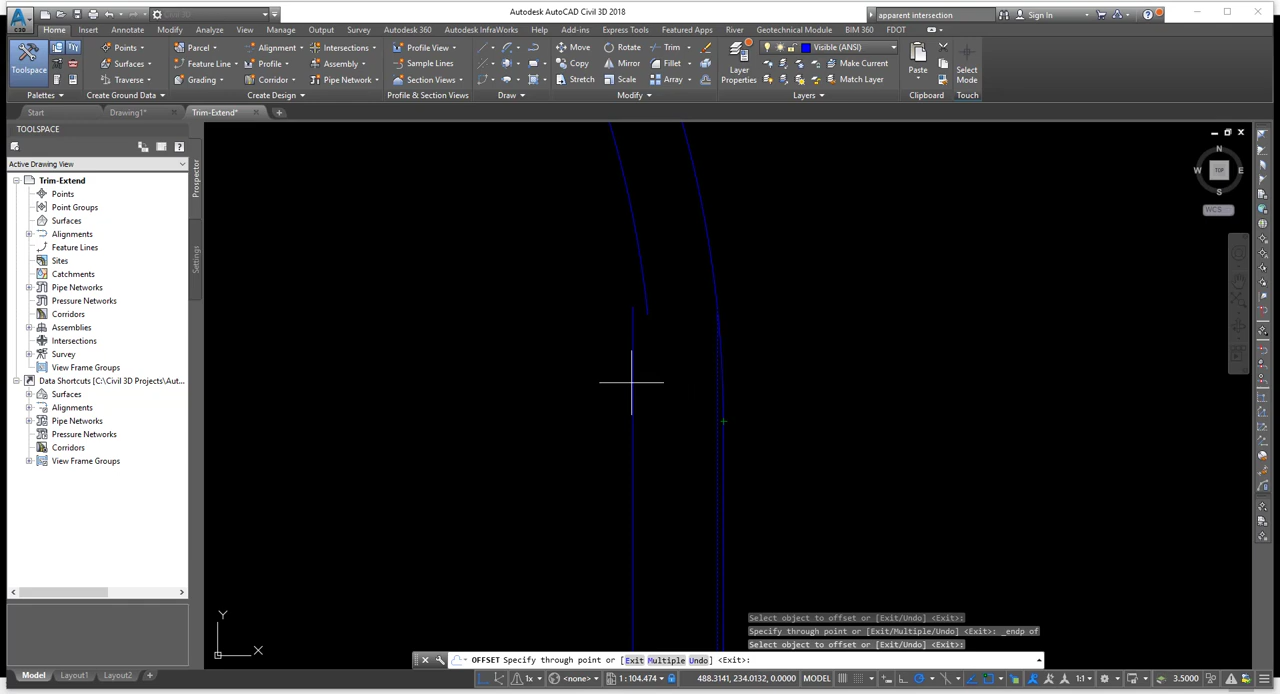 Autodesk AutoCAD Civil 3D 2018
apparent intersection
Sign In
C3D
Home Insert Annotate Modify Analyze View Manage Output Survey Autodesk 360 Autodesk InfraWorks Help Add-ins Express Tools Featured Apps River Geotechnical Module BIM 360 FDOT
Toolspace
Points
Surfaces
Traverse
Parcel
Feature Line
Grading
Alignment
Profile
Corridor
Intersections
Assembly
Pipe Network
Profile View
Sample Lines
Section Views
Move
Copy
Stretch
Rotate
Mirror
Scale
Trim
Fillet
Array
Layer
Properties
Visible (ANSI)
Make Current
Match Layer
Paste
Select
Mode
Palettes Create Ground Data Create Design Profile & Section Views Draw Modify Layers Clipboard Touch
Start Drawing1* Trim-Extend*
TOOLSPACE
Active Drawing View
Prospector
Settings
Trim-Extend
Points
Point Groups
Surfaces
Alignments
Feature Lines
Sites
Catchments
Pipe Networks
Pressure Networks
Corridors
Assemblies
Intersections
Survey
View Frame Groups
Data Shortcuts [C:\Civil 3D Projects\Aut...
Surfaces
Alignments
Pipe Networks
Pressure Networks
Corridors
View Frame Groups
N
W TOP E
S
WCS
Y
X
Select object to offset or [Exit/Undo] <Exit>:
Specify through point or [Exit/Multiple/Undo] <Exit>: _endp of
Select object to offset or [Exit/Undo] <Exit>:
OFFSET Specify through point or [Exit Multiple Undo] <Exit>:
Model Layout1 Layout2
1x <none> 1 : 104.474 488.3141, 234.0132, 0.0000 MODEL 1:1 3.5000